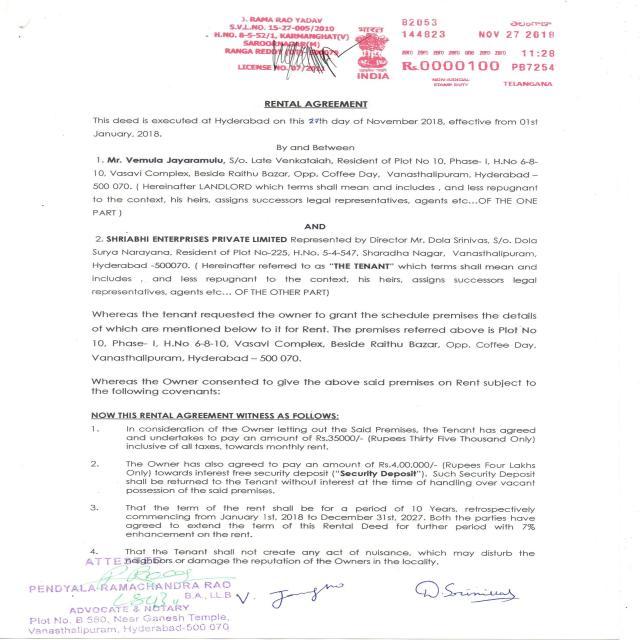 J. RAMA RAO YADAV
S.V.L.NO. 15-27-005/2010
H.NO. 8-5-52/1, KARMANGHAT(V)
SAROORNAGAR(M)
RANGA REDDY
LICENSE NO.
भारत
INDIA
82053
144823 NOV 27 2018
zero zero zero zero zero zero zero 11:28
Rs.0000100 PB7254
NON-JUDICIAL
STAMP DUTY
TELANGANA
RENTAL AGREEMENT
This deed is executed at Hyderabad on this 27th day of November 2018, effective from 01st
January, 2018.
By and Between
1. Mr. Vemula Jayaramulu, S/o. Late Venkataiah, Resident of Plot No 10, Phase- I, H.No 6-8-
10, Vasavi Complex, Beside Raithu Bazar, Opp. Coffee Day, Vanasthalipuram, Hyderabad –
500 070. ( Hereinafter LANDLORD which terms shall mean and includes , and less repugnant
to the context, his heirs, assigns successors legal representatives, agents etc...OF THE ONE
PART )
AND
2. SHRIABHI ENTERPRISES PRIVATE LIMITED Represented by Director Mr. Dola Srinivas, S/o. Dola
Surya Narayana, Resident of Plot No-225, H.No. 5-4-547, Sharadha Nagar, Vanasthalipuram,
Hyderabad -500070. ( Hereinafter referred to as "THE TENANT" which terms shall mean and
includes , and less repugnant to the context, his heirs, assigns successors legal
representatives, agents etc... OF THE OTHER PART)
Whereas the tenant requested the owner to grant the schedule premises the details
of which are mentioned below to it for Rent. The premises referred above is Plot No
10, Phase- I, H.No 6-8-10, Vasavi Complex, Beside Raithu Bazar, Opp. Coffee Day,
Vanasthalipuram, Hyderabad – 500 070.
Whereas the Owner consented to give the above said premises on Rent subject to
the following covenants:
NOW THIS RENTAL AGREEMENT WITNESS AS FOLLOWS:
1. In consideration of the Owner letting out the Said Premises, the Tenant has agreed
and undertakes to pay an amount of Rs.35000/- (Rupees Thirty Five Thousand Only)
inclusive of all taxes, towards monthly rent.
2. The Owner has also agreed to pay an amount of Rs.4,00,000/- (Rupees Four Lakhs
Only) towards interest free security deposit ("Security Deposit"). Such Security Deposit
shall be returned to the Tenant without interest at the time of handling over vacant
possession of the said premises.
3. That the term of the rent shall be for a period of 10 Years, retrospectively
commencing from January 1st, 2018 to December 31st, 2027. Both the parties have
agreed to extend the term of this Rental Deed for further period with 7%
enhancement on the rent.
4. That the Tenant shall not create any act of nuisance, which may disturb the
neighbors or damage the reputation of the Owners in the locality.
ATTESTED
PENDYALA RAMACHANDRA RAO
B.A., LLB
ADVOCATE & NOTARY
Plot No. B 580, Near Ganesh Temple,
Vanasthalipuram, Hyderabad-500 070
D. Srinivas